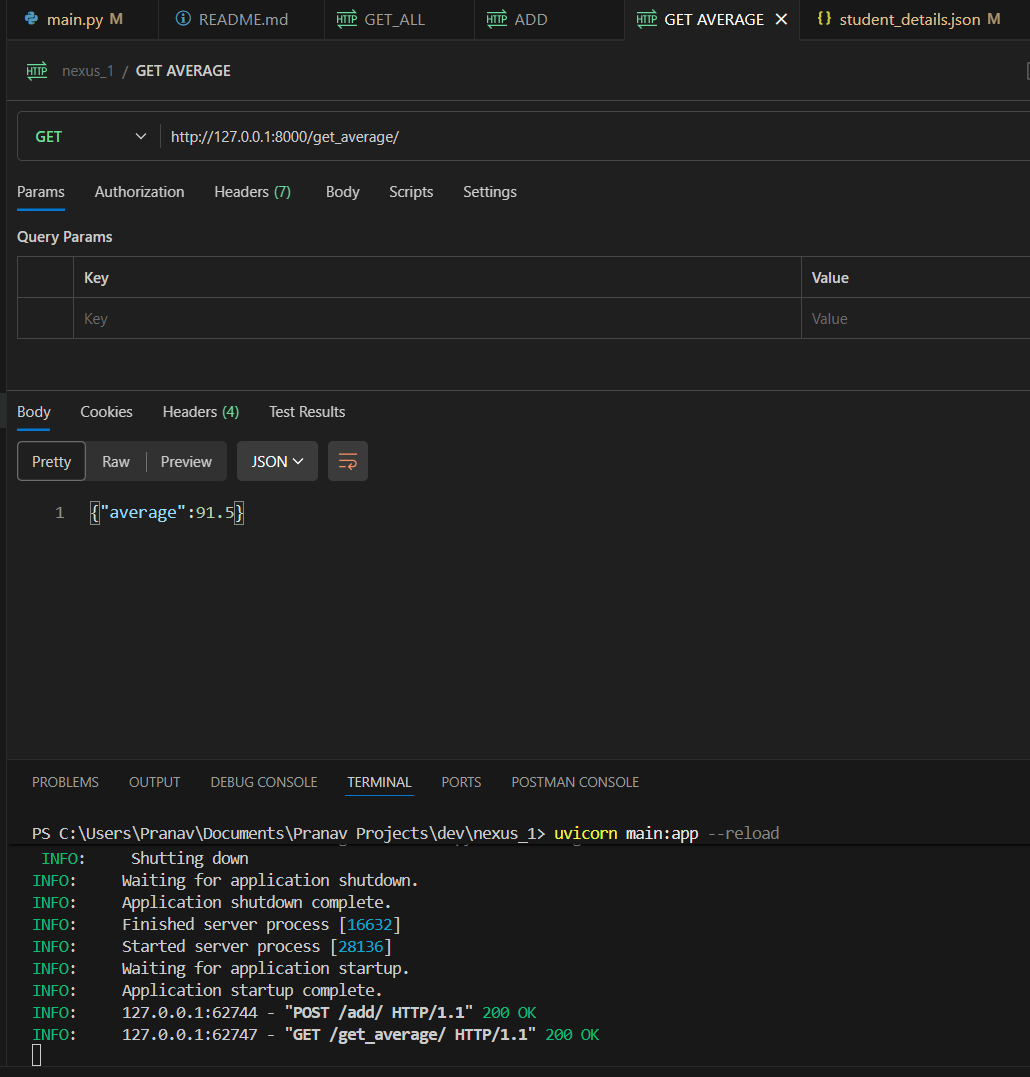 main.py M README.md HTTP GET_ALL HTTP ADD HTTP GET AVERAGE {} student_details.json M
HTTP nexus_1 / GET AVERAGE
GET http://127.0.0.1:8000/get_average/
Params Authorization Headers (7) Body Scripts Settings
Query Params
Key Value
Key Value
Body Cookies Headers (4) Test Results
Pretty Raw Preview JSON
1 {"average":91.5}
PROBLEMS OUTPUT DEBUG CONSOLE TERMINAL PORTS POSTMAN CONSOLE
PS C:\Users\Pranav\Documents\Pranav Projects\dev\nexus_1> uvicorn main:app --reload
INFO: Shutting down
INFO: Waiting for application shutdown.
INFO: Application shutdown complete.
INFO: Finished server process [16632]
INFO: Started server process [28136]
INFO: Waiting for application startup.
INFO: Application startup complete.
INFO: 127.0.0.1:62744 - "POST /add/ HTTP/1.1" 200 OK
INFO: 127.0.0.1:62747 - "GET /get_average/ HTTP/1.1" 200 OK